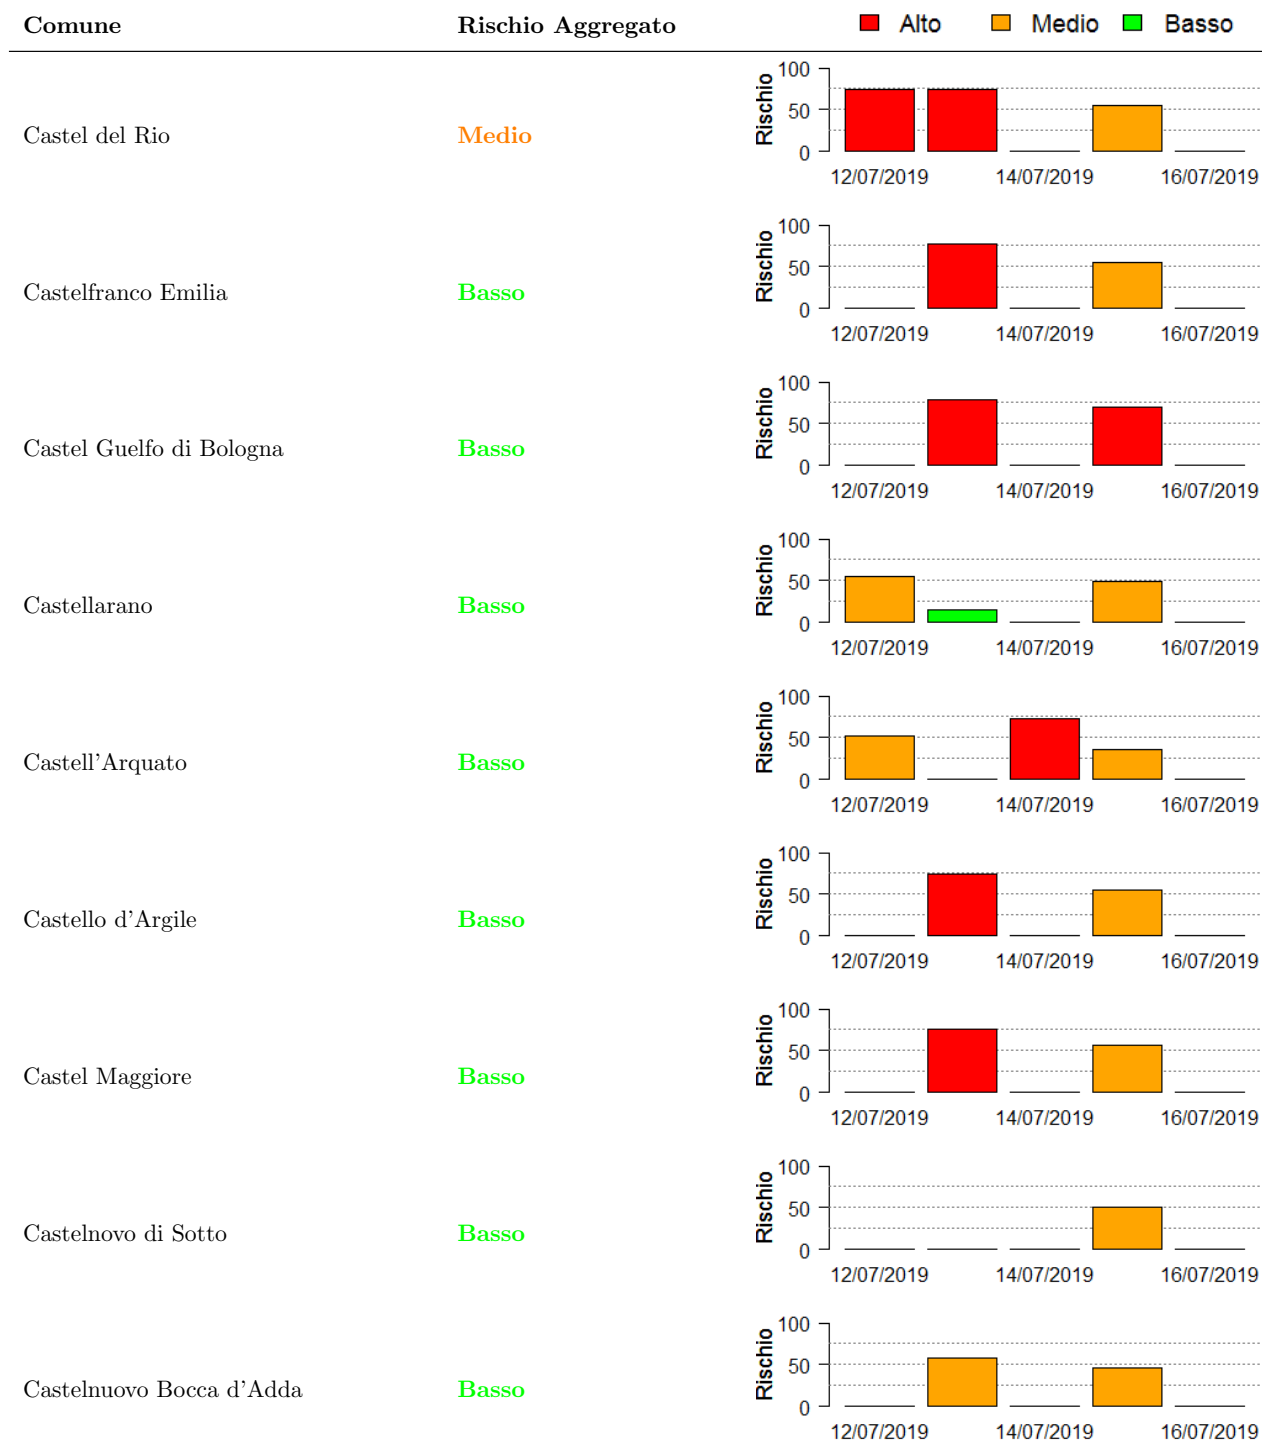 Comune Rischio Aggregato Alto Medio Basso
Castel del Rio Medio Rischio 100 50 0
12/07/2019 14/07/2019 16/07/2019
Castelfranco Emilia Basso Rischio 100 50 0
12/07/2019 14/07/2019 16/07/2019
Castel Guelfo di Bologna Basso Rischio 100 50 0
12/07/2019 14/07/2019 16/07/2019
Castellarano Basso Rischio 100 50 0
12/07/2019 14/07/2019 16/07/2019
Castell'Arquato Basso Rischio 100 50 0
12/07/2019 14/07/2019 16/07/2019
Castello d'Argile Basso Rischio 100 50 0
12/07/2019 14/07/2019 16/07/2019
Castel Maggiore Basso Rischio 100 50 0
12/07/2019 14/07/2019 16/07/2019
Castelnovo di Sotto Basso Rischio 100 50 0
12/07/2019 14/07/2019 16/07/2019
Castelnuovo Bocca d'Adda Basso Rischio 100 50 0
12/07/2019 14/07/2019 16/07/2019